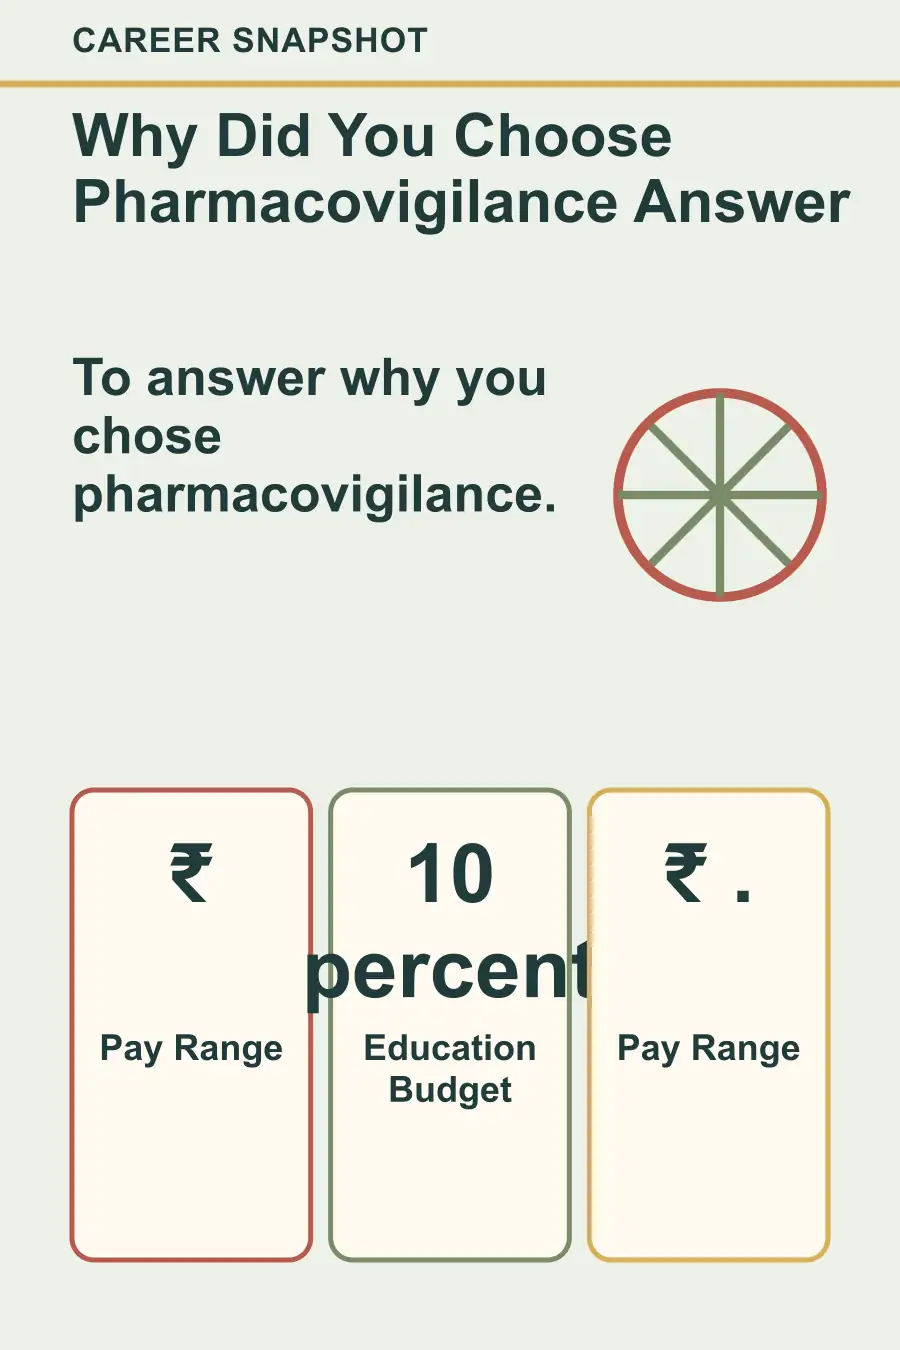 CAREER SNAPSHOT
Why Did You Choose
Pharmacovigilance Answer
To answer why you
chose
pharmacovigilance.
₹
Pay Range
10
percent
Education
Budget
₹ .
Pay Range